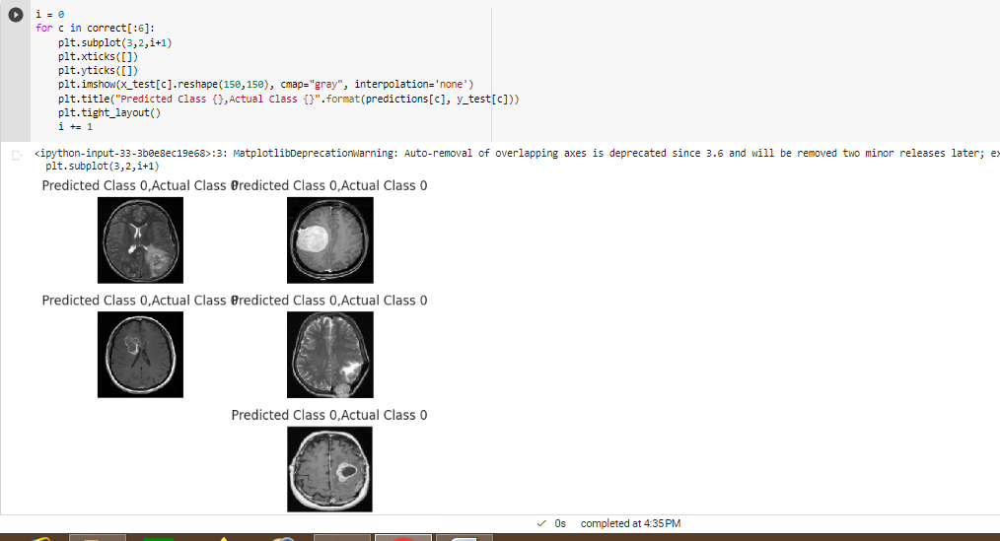 i = 0
for c in correct[:6]:
    plt.subplot(3,2,i+1)
    plt.xticks([])
    plt.yticks([])
    plt.imshow(x_test[c].reshape(150,150), cmap="gray", interpolation='none')
    plt.title("Predicted Class {},Actual Class {}".format(predictions[c], y_test[c]))
    plt.tight_layout()
    i += 1
<ipython-input-33-3b0e8ec19e68>:3: MatplotlibDeprecationWarning: Auto-removal of overlapping axes is deprecated since 3.6 and will be removed two minor releases later; ex
  plt.subplot(3,2,i+1)
Predicted Class 0,Actual Class 0 Predicted Class 0,Actual Class 0
Predicted Class 0,Actual Class 0 Predicted Class 0,Actual Class 0
Predicted Class 0,Actual Class 0
0s completed at 4:35 PM